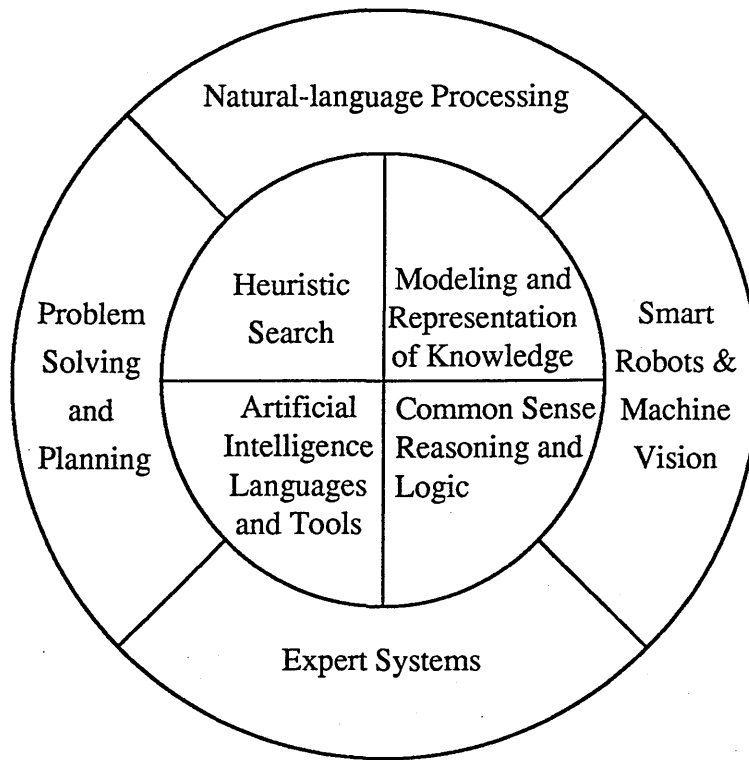 Natural-language Processing
Heuristic
Search
Modeling and
Representation
of Knowledge
Problem
Solving
and
Planning
Smart
Robots &
Machine
Vision
Artificial
Intelligence
Languages
and Tools
Common Sense
Reasoning and
Logic
Expert Systems